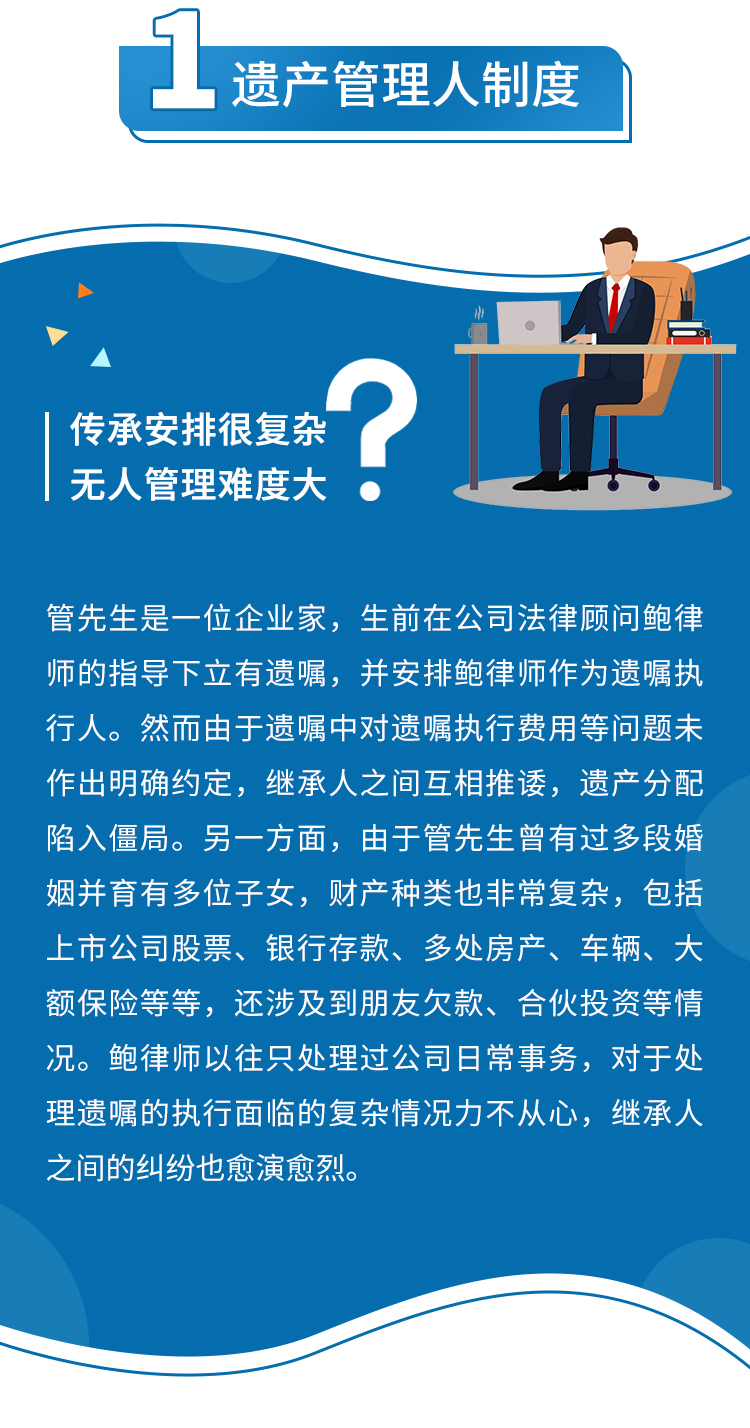 1 遗产管理人制度
传承安排很复杂
无人管理难度大
?
管先生是一位企业家，生前在公司法律顾问鲍律
师的指导下立有遗嘱，并安排鲍律师作为遗嘱执
行人。然而由于遗嘱中对遗嘱执行费用等问题未
作出明确约定，继承人之间互相推诿，遗产分配
陷入僵局。另一方面，由于管先生曾有过多段婚
姻并育有多位子女，财产种类也非常复杂，包括
上市公司股票、银行存款、多处房产、车辆、大
额保险等等，还涉及到朋友欠款、合伙投资等情
况。鲍律师以往只处理过公司日常事务，对于处
理遗嘱的执行面临的复杂情况力不从心，继承人
之间的纠纷也愈演愈烈。